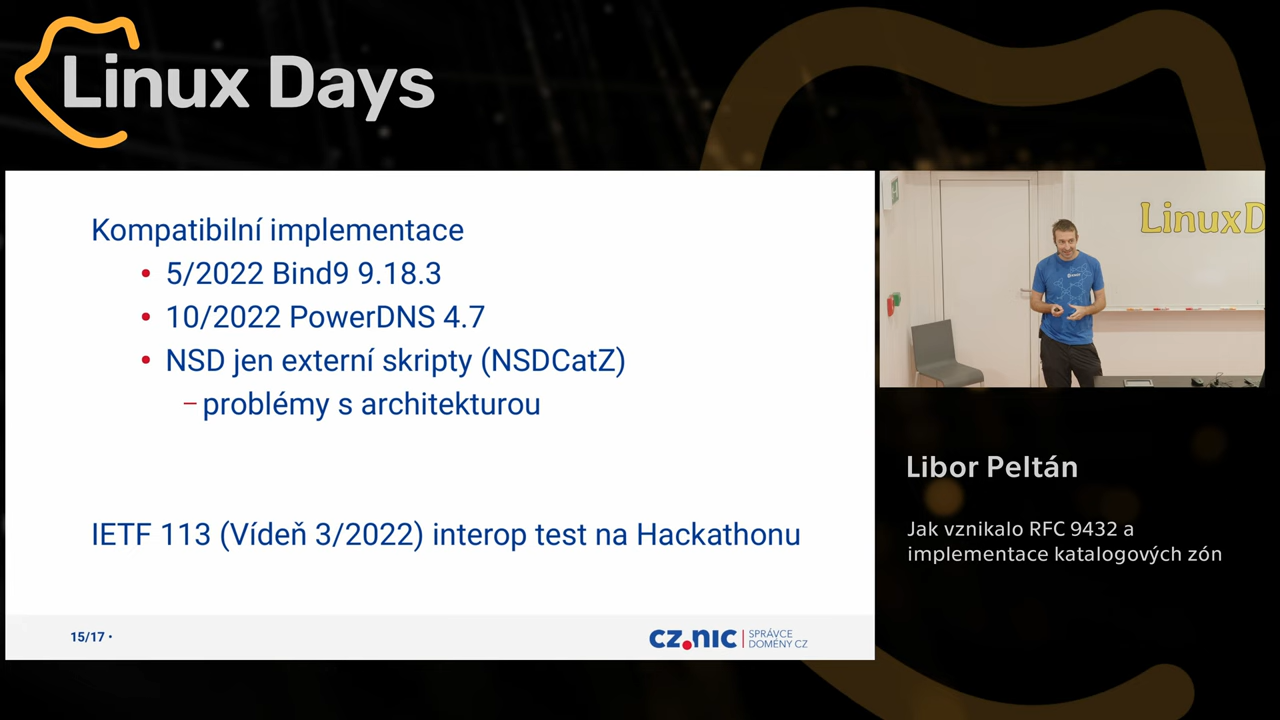 Linux Days
Kompatibilní implementace
• 5/2022 Bind9 9.18.3
• 10/2022 PowerDNS 4.7
• NSD jen externí skripty (NSDCatZ)
– problémy s architekturou
IETF 113 (Vídeň 3/2022) interop test na Hackathonu
15/17 •
CZ.NIC | SPRÁVCE
DOMÉNY CZ
LinuxD
Libor Peltán
Jak vznikalo RFC 9432 a
implementace katalogových zón